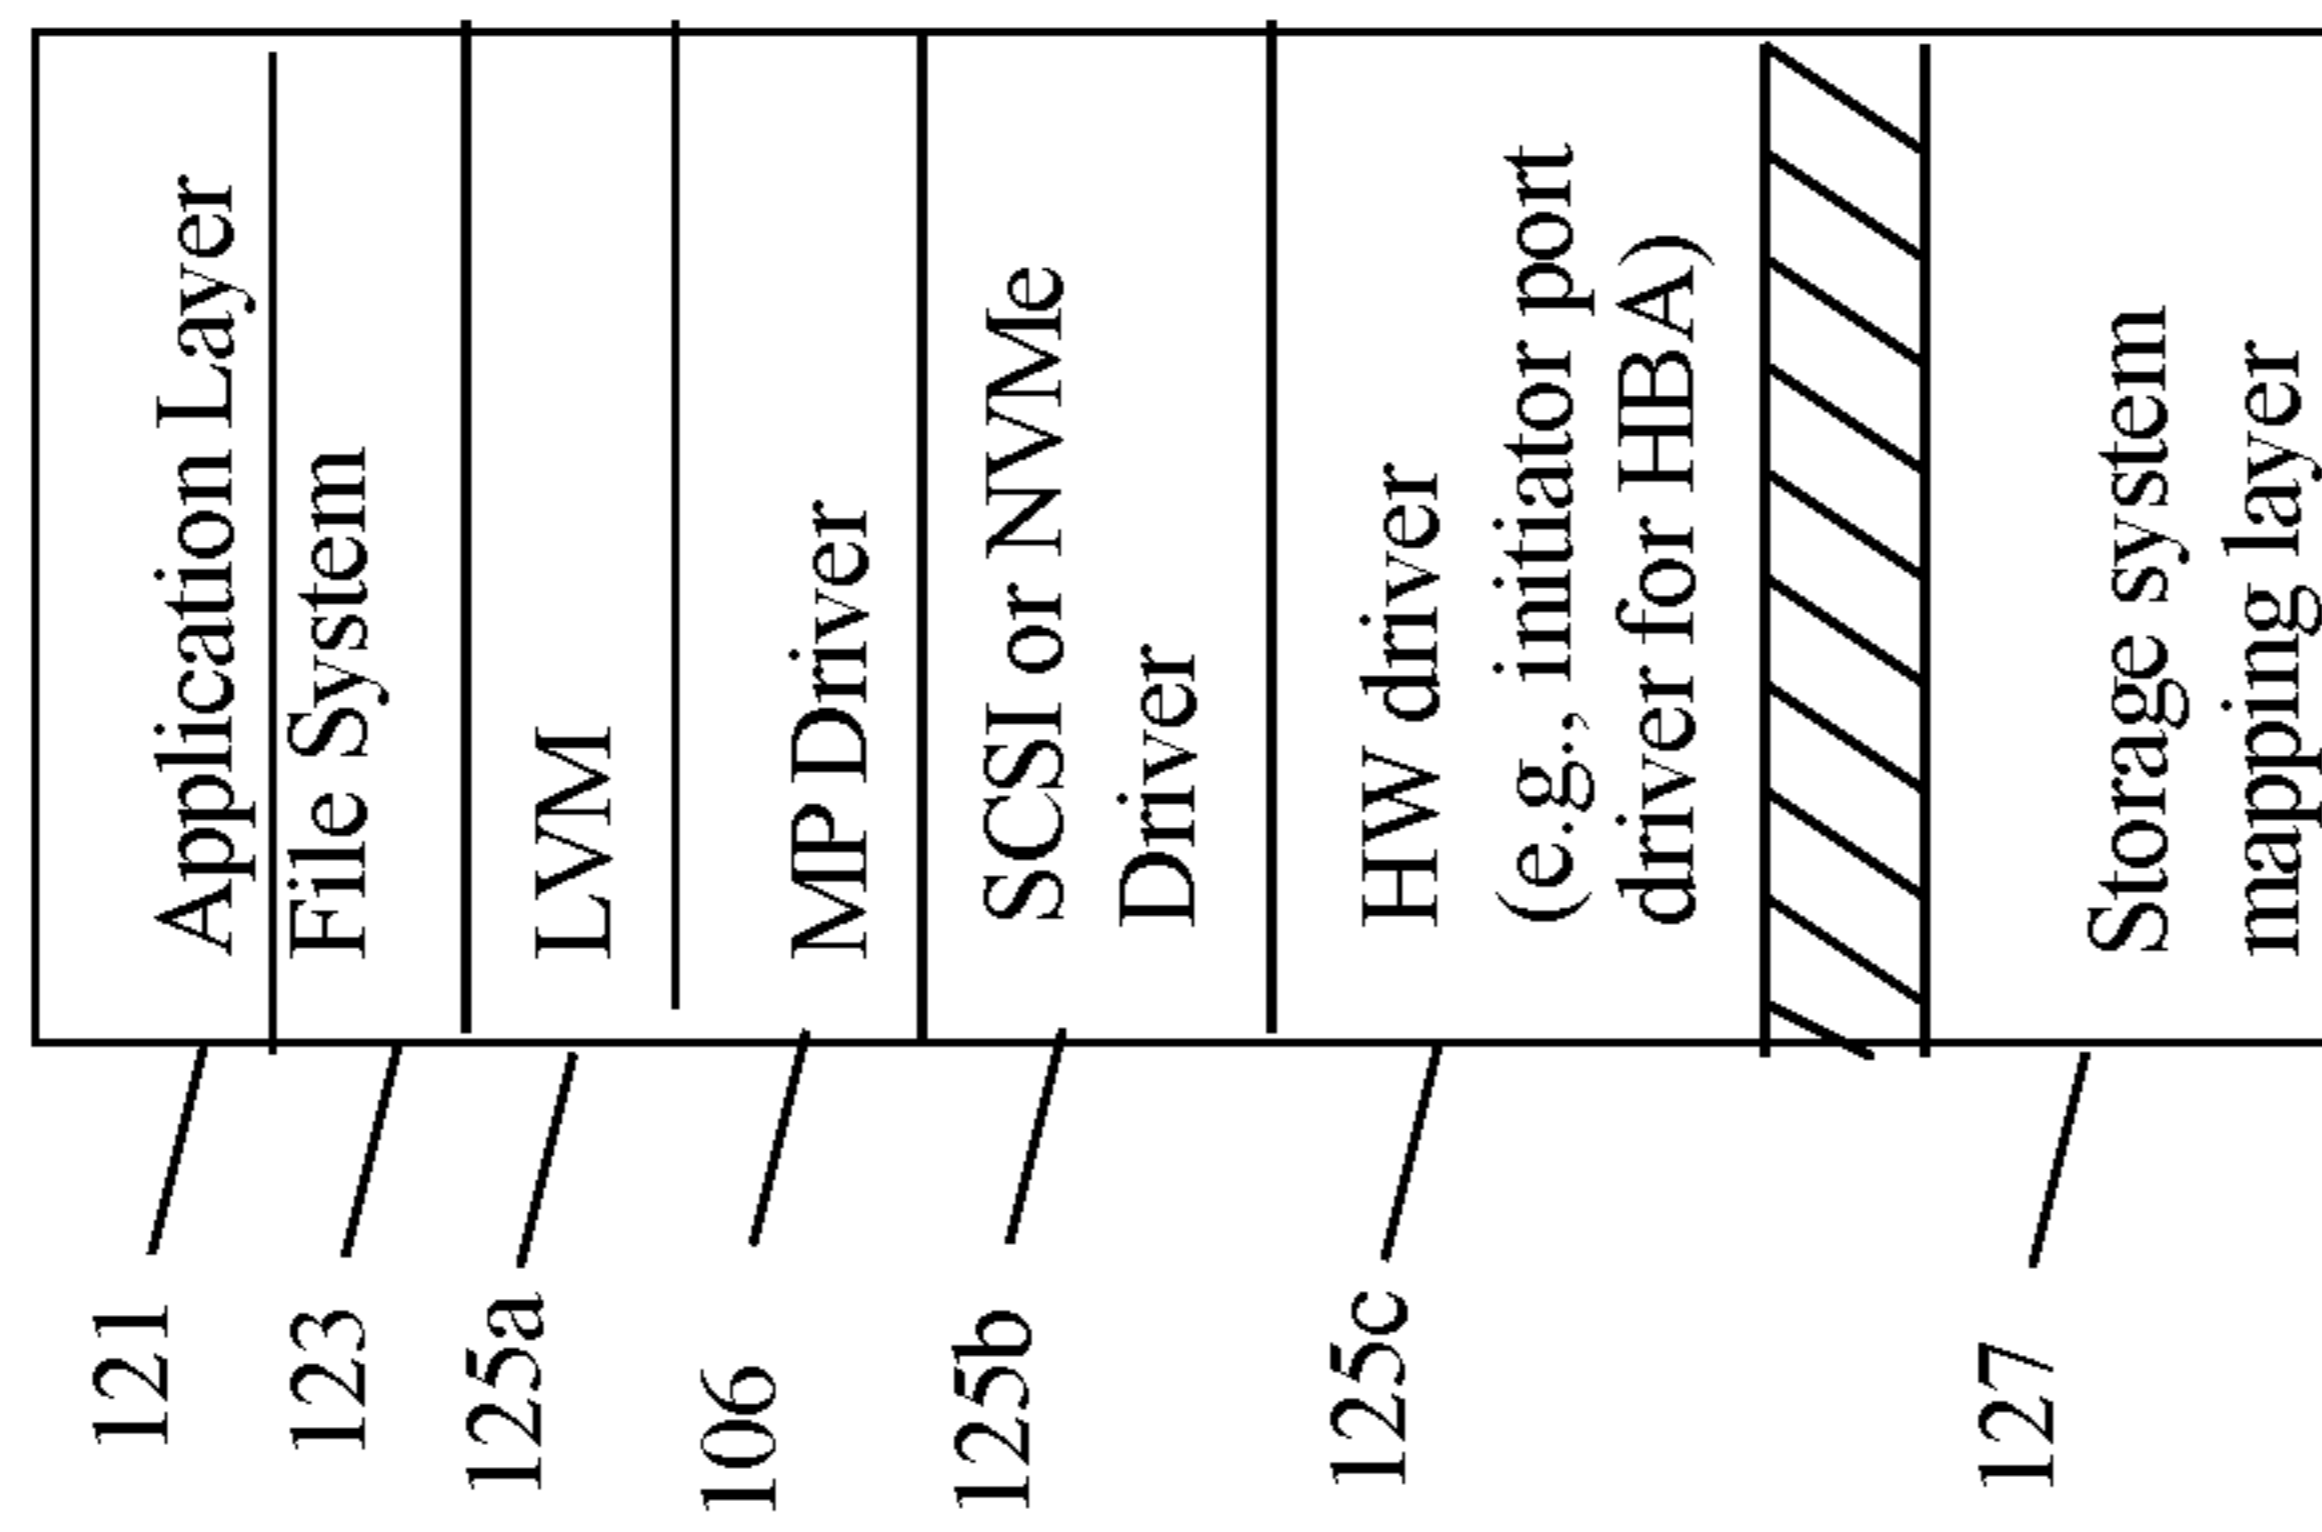 121
Application Layer
123
File System
125a
LVM
106
MP Driver
125b
SCSI or NVMe
Driver
125c
HW driver
(e.g., initiator port
driver for HBA)
127
Storage system
mapping layer